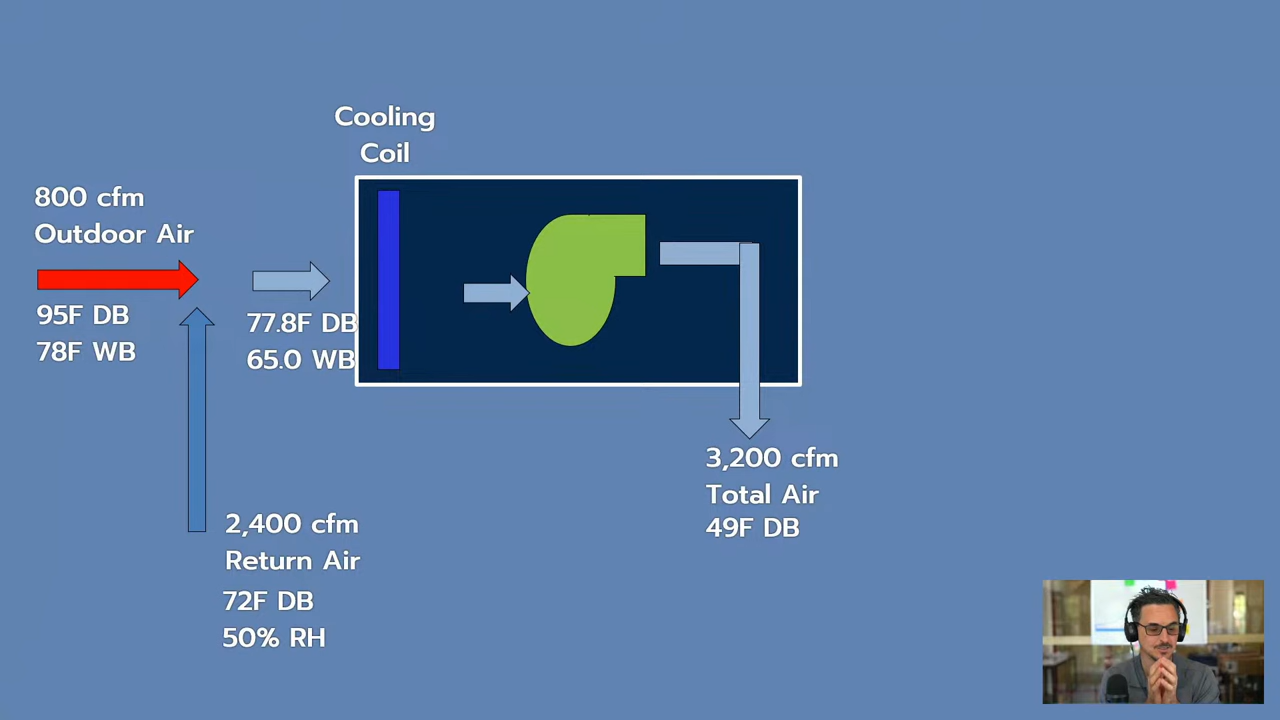 Cooling
Coil
800 cfm
Outdoor Air
95F DB
78F WB
77.8F DB
65.0 WB
3,200 cfm
Total Air
49F DB
2,400 cfm
Return Air
72F DB
50% RH